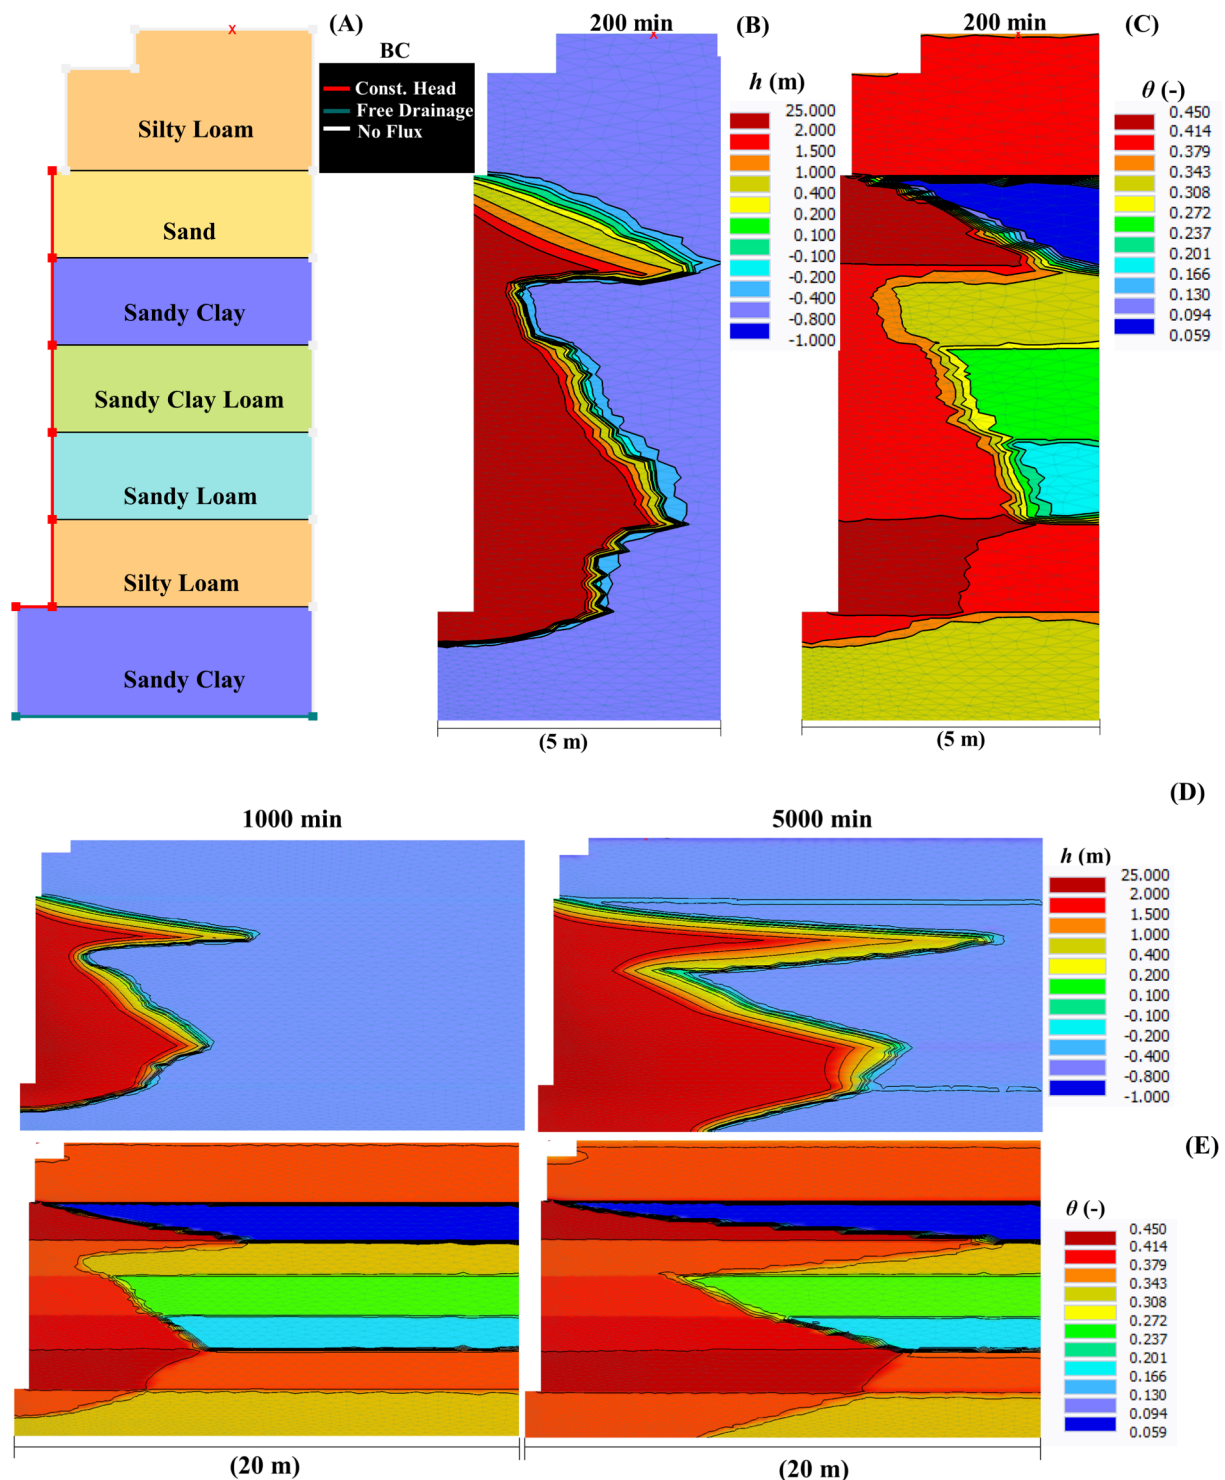 (A)
BC
Const. Head
Free Drainage
No Flux
x
Silty Loam
Sand
Sandy Clay
Sandy Clay Loam
Sandy Loam
Silty Loam
Sandy Clay
200 min
(B)
x
h (m)
25.000
2.000
1.500
1.000
0.400
0.200
0.100
-0.100
-0.200
-0.400
-0.800
-1.000
(5 m)
200 min
(C)
x
θ (-)
0.450
0.414
0.379
0.343
0.308
0.272
0.237
0.201
0.166
0.130
0.094
0.059
(5 m)
(D)
1000 min
5000 min
h (m)
25.000
2.000
1.500
1.000
0.400
0.200
0.100
-0.100
-0.200
-0.400
-0.800
-1.000
(E)
θ (-)
0.450
0.414
0.379
0.343
0.308
0.272
0.237
0.201
0.166
0.130
0.094
0.059
(20 m)
(20 m)